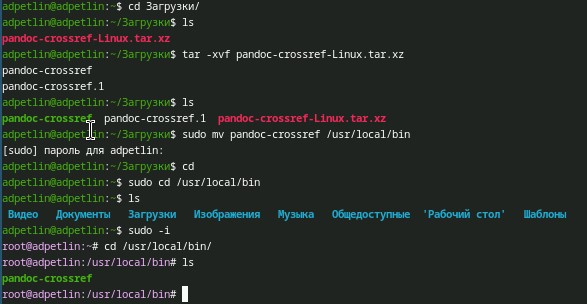 adpetlin@adpetlin:~$ cd Загрузки/
adpetlin@adpetlin:~/Загрузки$ ls
pandoc-crossref-Linux.tar.xz
adpetlin@adpetlin:~/Загрузки$ tar -xvf pandoc-crossref-Linux.tar.xz
pandoc-crossref
pandoc-crossref.1
adpetlin@adpetlin:~/Загрузки$ ls
pandoc-crossref  pandoc-crossref.1  pandoc-crossref-Linux.tar.xz
adpetlin@adpetlin:~/Загрузки$ sudo mv pandoc-crossref /usr/local/bin
[sudo] пароль для adpetlin:
adpetlin@adpetlin:~/Загрузки$ cd
adpetlin@adpetlin:~$ sudo cd /usr/local/bin
adpetlin@adpetlin:~$ ls
Видео  Документы  Загрузки  Изображения  Музыка  Общедоступные  'Рабочий стол'  Шаблоны
adpetlin@adpetlin:~$ sudo -i
root@adpetlin:~# cd /usr/local/bin/
root@adpetlin:/usr/local/bin# ls
pandoc-crossref
root@adpetlin:/usr/local/bin#